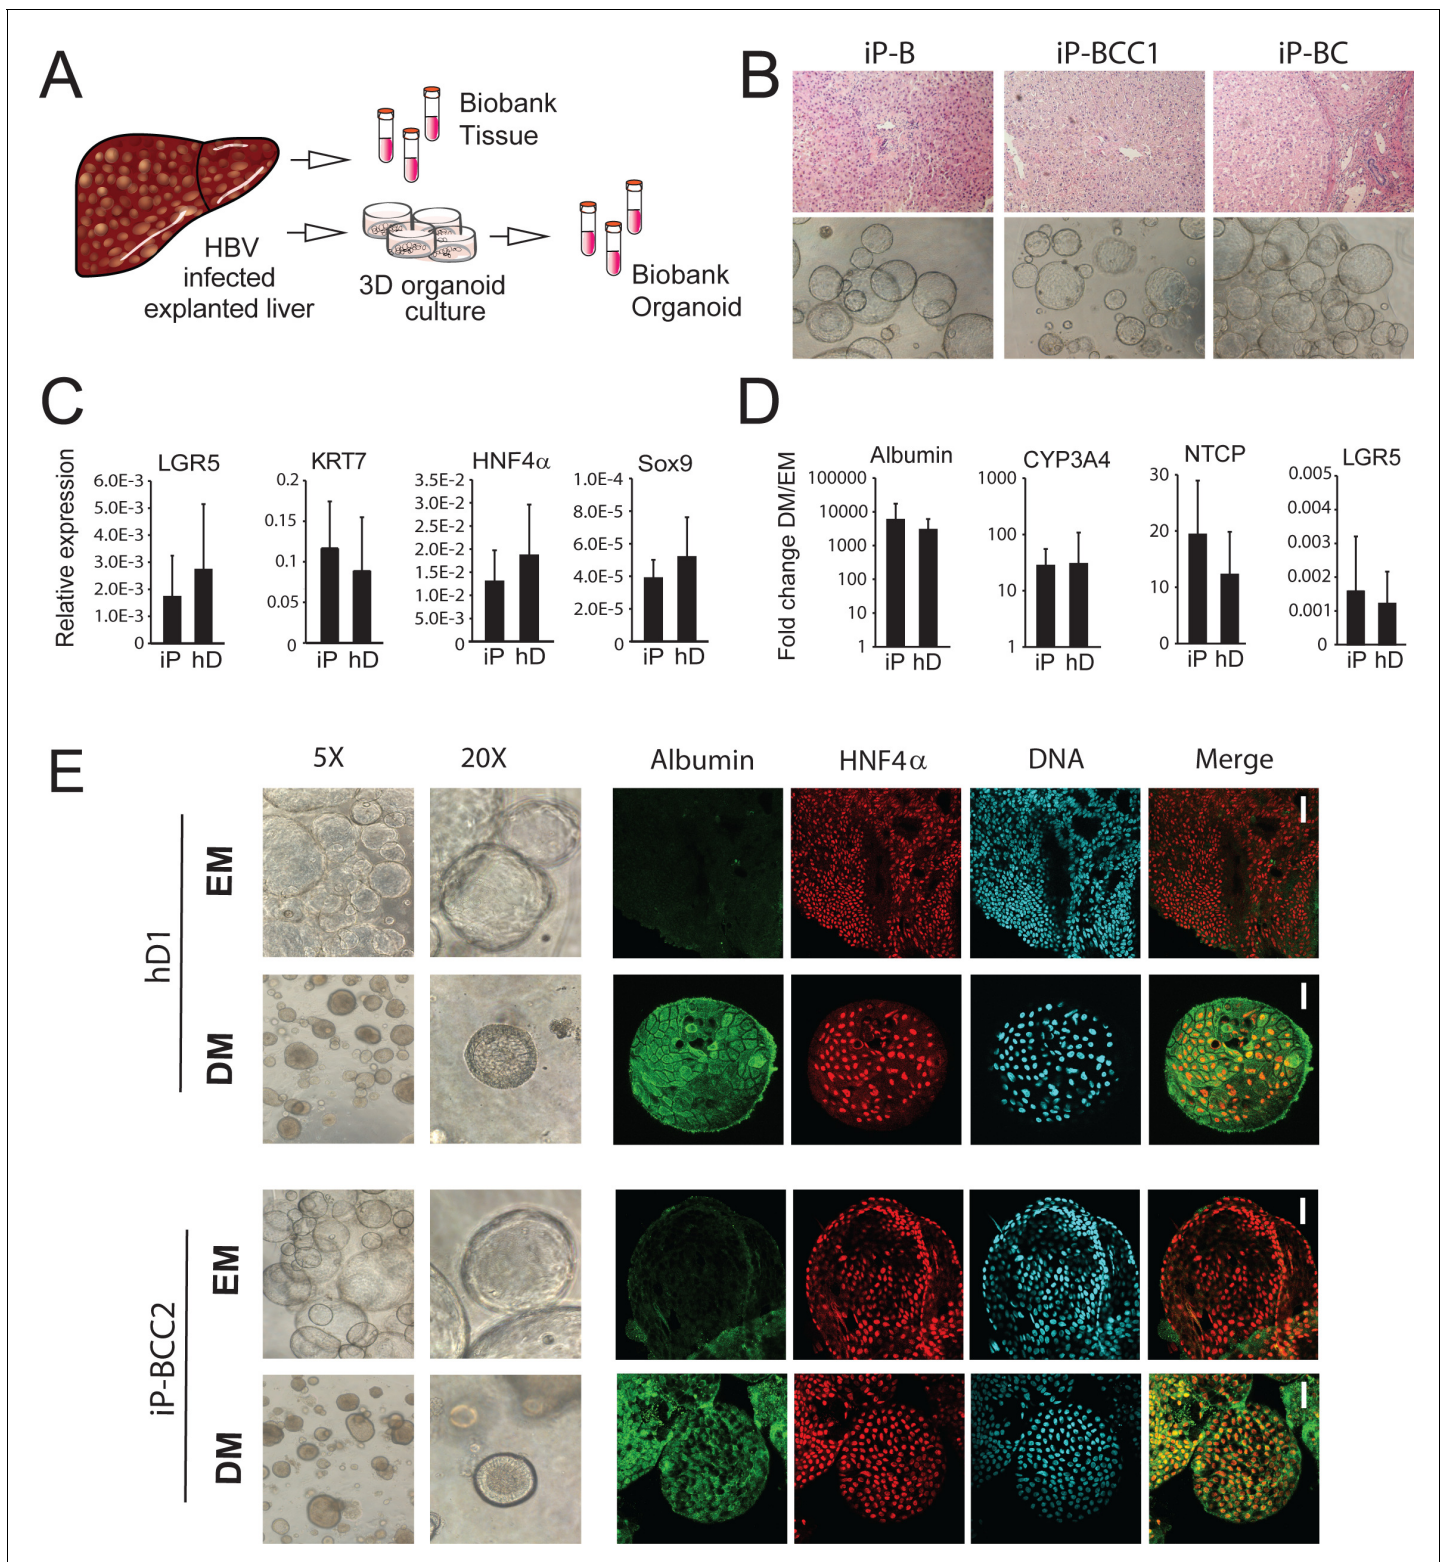 A
Biobank
Tissue
HBV
infected
explanted liver
3D organoid
culture
Biobank
Organoid
B
iP-B
iP-BCC1
iP-BC
C
Relative expression
LGR5
6.0E-3
5.0E-3
4.0E-3
3.0E-3
2.0E-3
1.0E-3
0
iP hD
KRT7
0.2
0.15
0.1
0.05
0
iP hD
HNF4α
3.5E-2
3.0E-2
2.5E-2
2.0E-2
1.5E-2
1.0E-2
5.0E-3
0
iP hD
Sox9
1.0E-4
8.0E-5
6.0E-5
4.0E-5
2.0E-5
0
iP hD
D
Fold change DM/EM
Albumin
100000
10000
1000
100
10
1
iP hD
CYP3A4
1000
100
10
1
iP hD
NTCP
30
20
10
0
iP hD
LGR5
0.005
0.004
0.003
0.002
0.001
0
iP hD
E
5X
20X
Albumin
HNF4α
DNA
Merge
hD1
EM
DM
iP-BCC2
EM
DM